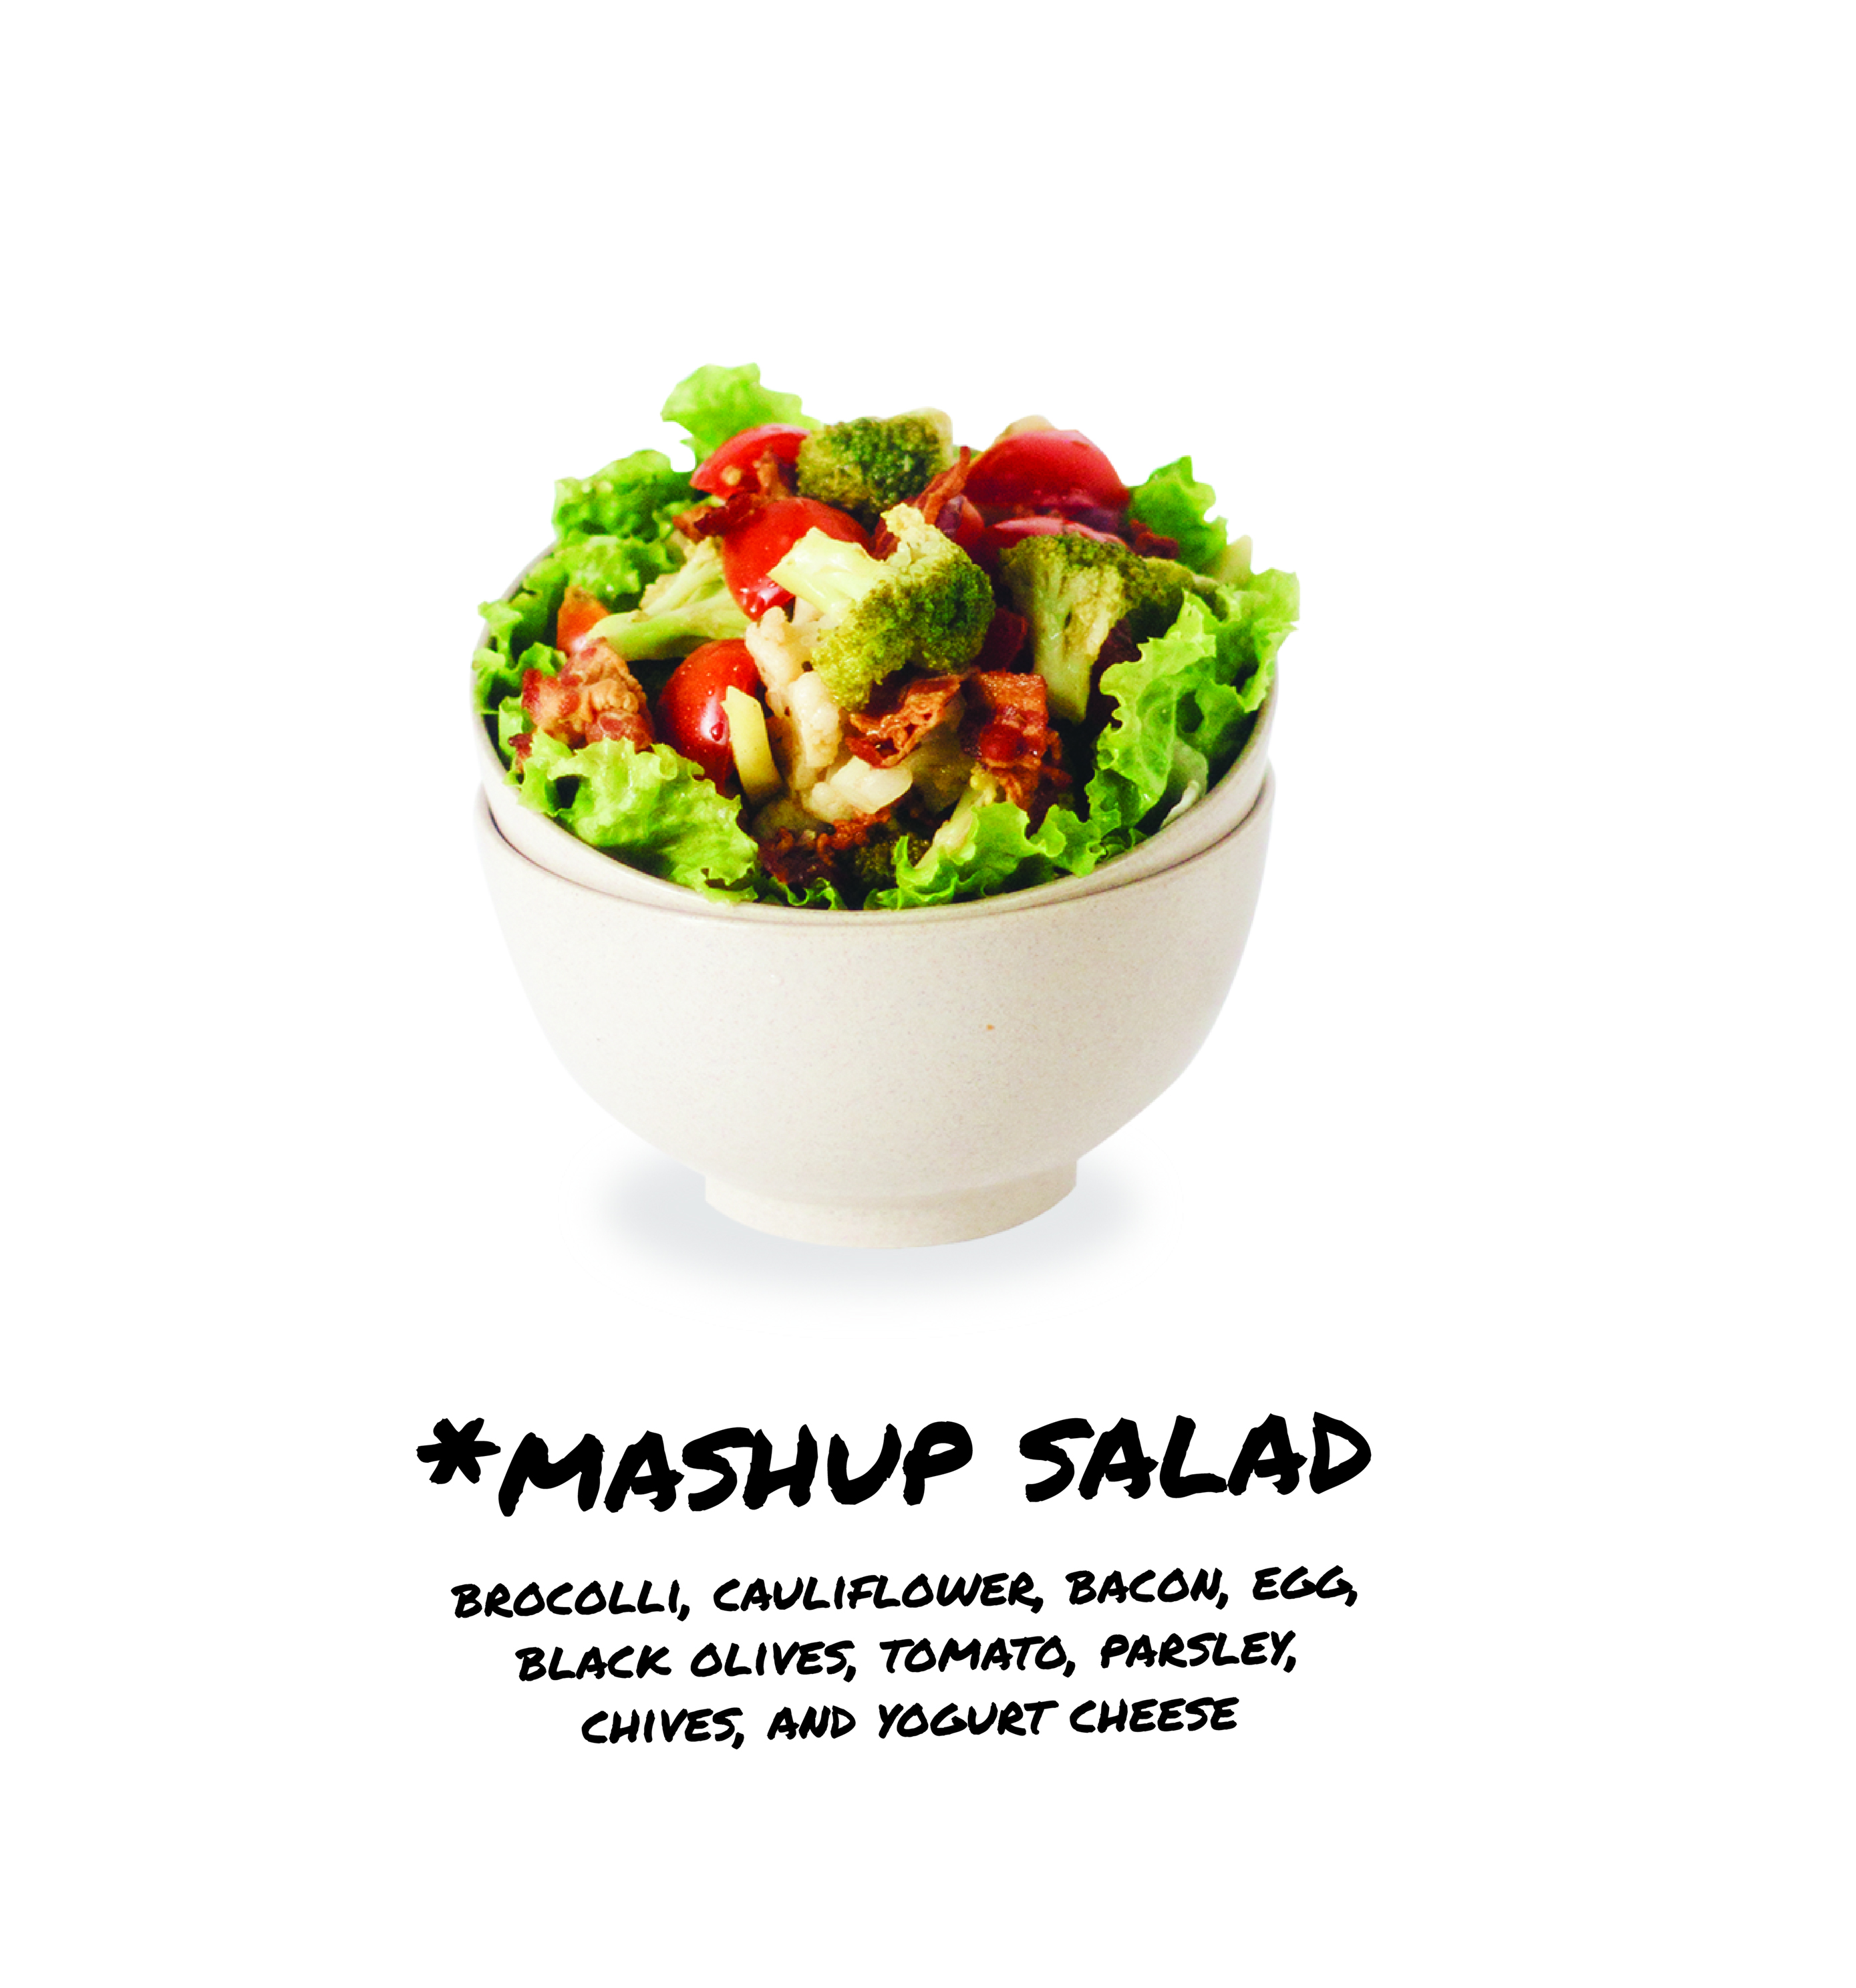 *MASHUP SALAD
BROCOLLI, CAULIFLOWER, BACON, EGG,
BLACK OLIVES, TOMATO, PARSLEY,
CHIVES, AND YOGURT CHEESE